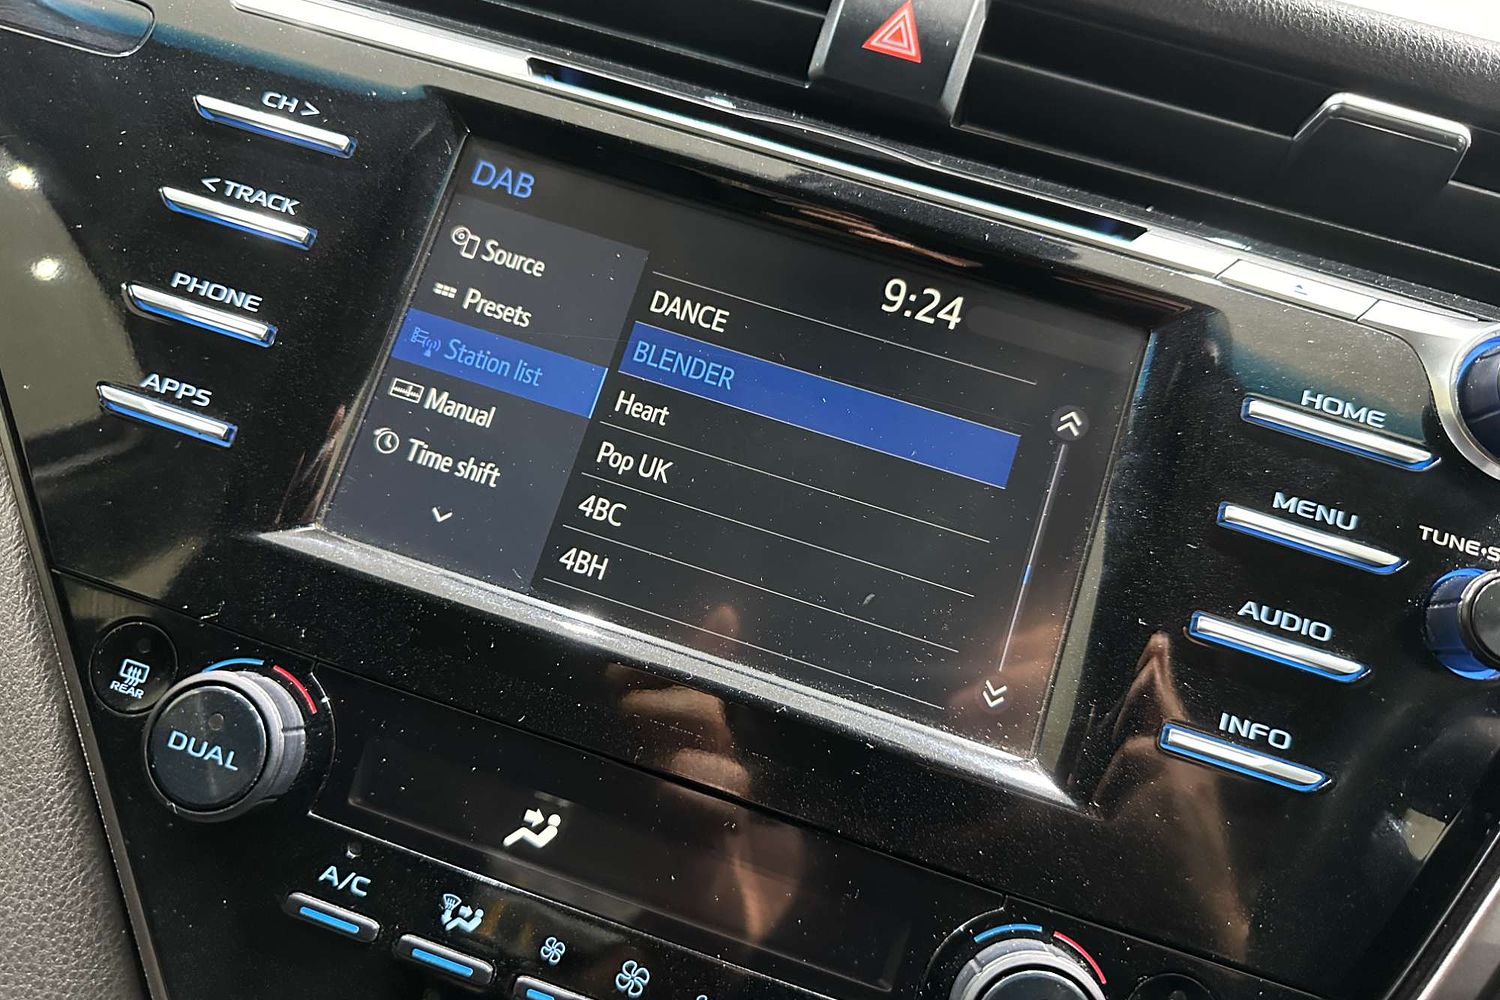 CH >
< TRACK
PHONE
APPS
DAB
9:24
Source
Presets
Station list
Manual
Time shift
DANCE
BLENDER
Heart
Pop UK
4BC
4BH
HOME
MENU
TUNE•S
AUDIO
INFO
REAR
DUAL
A/C